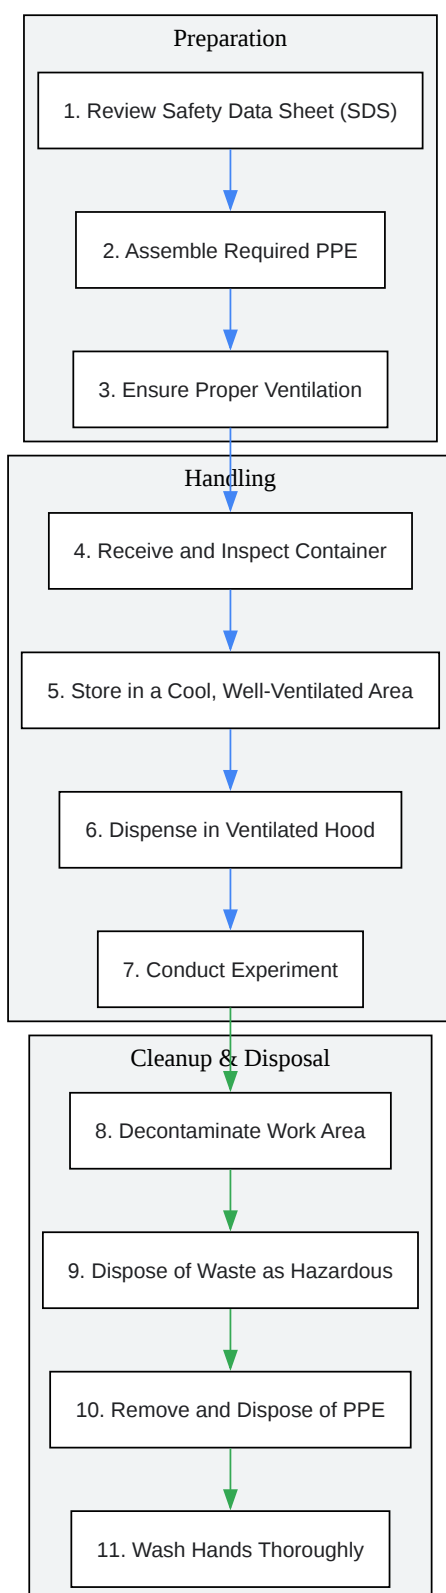 Preparation
1. Review Safety Data Sheet (SDS)
2. Assemble Required PPE
3. Ensure Proper Ventilation
Handling
4. Receive and Inspect Container
5. Store in a Cool, Well-Ventilated Area
6. Dispense in Ventilated Hood
7. Conduct Experiment
Cleanup & Disposal
8. Decontaminate Work Area
9. Dispose of Waste as Hazardous
10. Remove and Dispose of PPE
11. Wash Hands Thoroughly